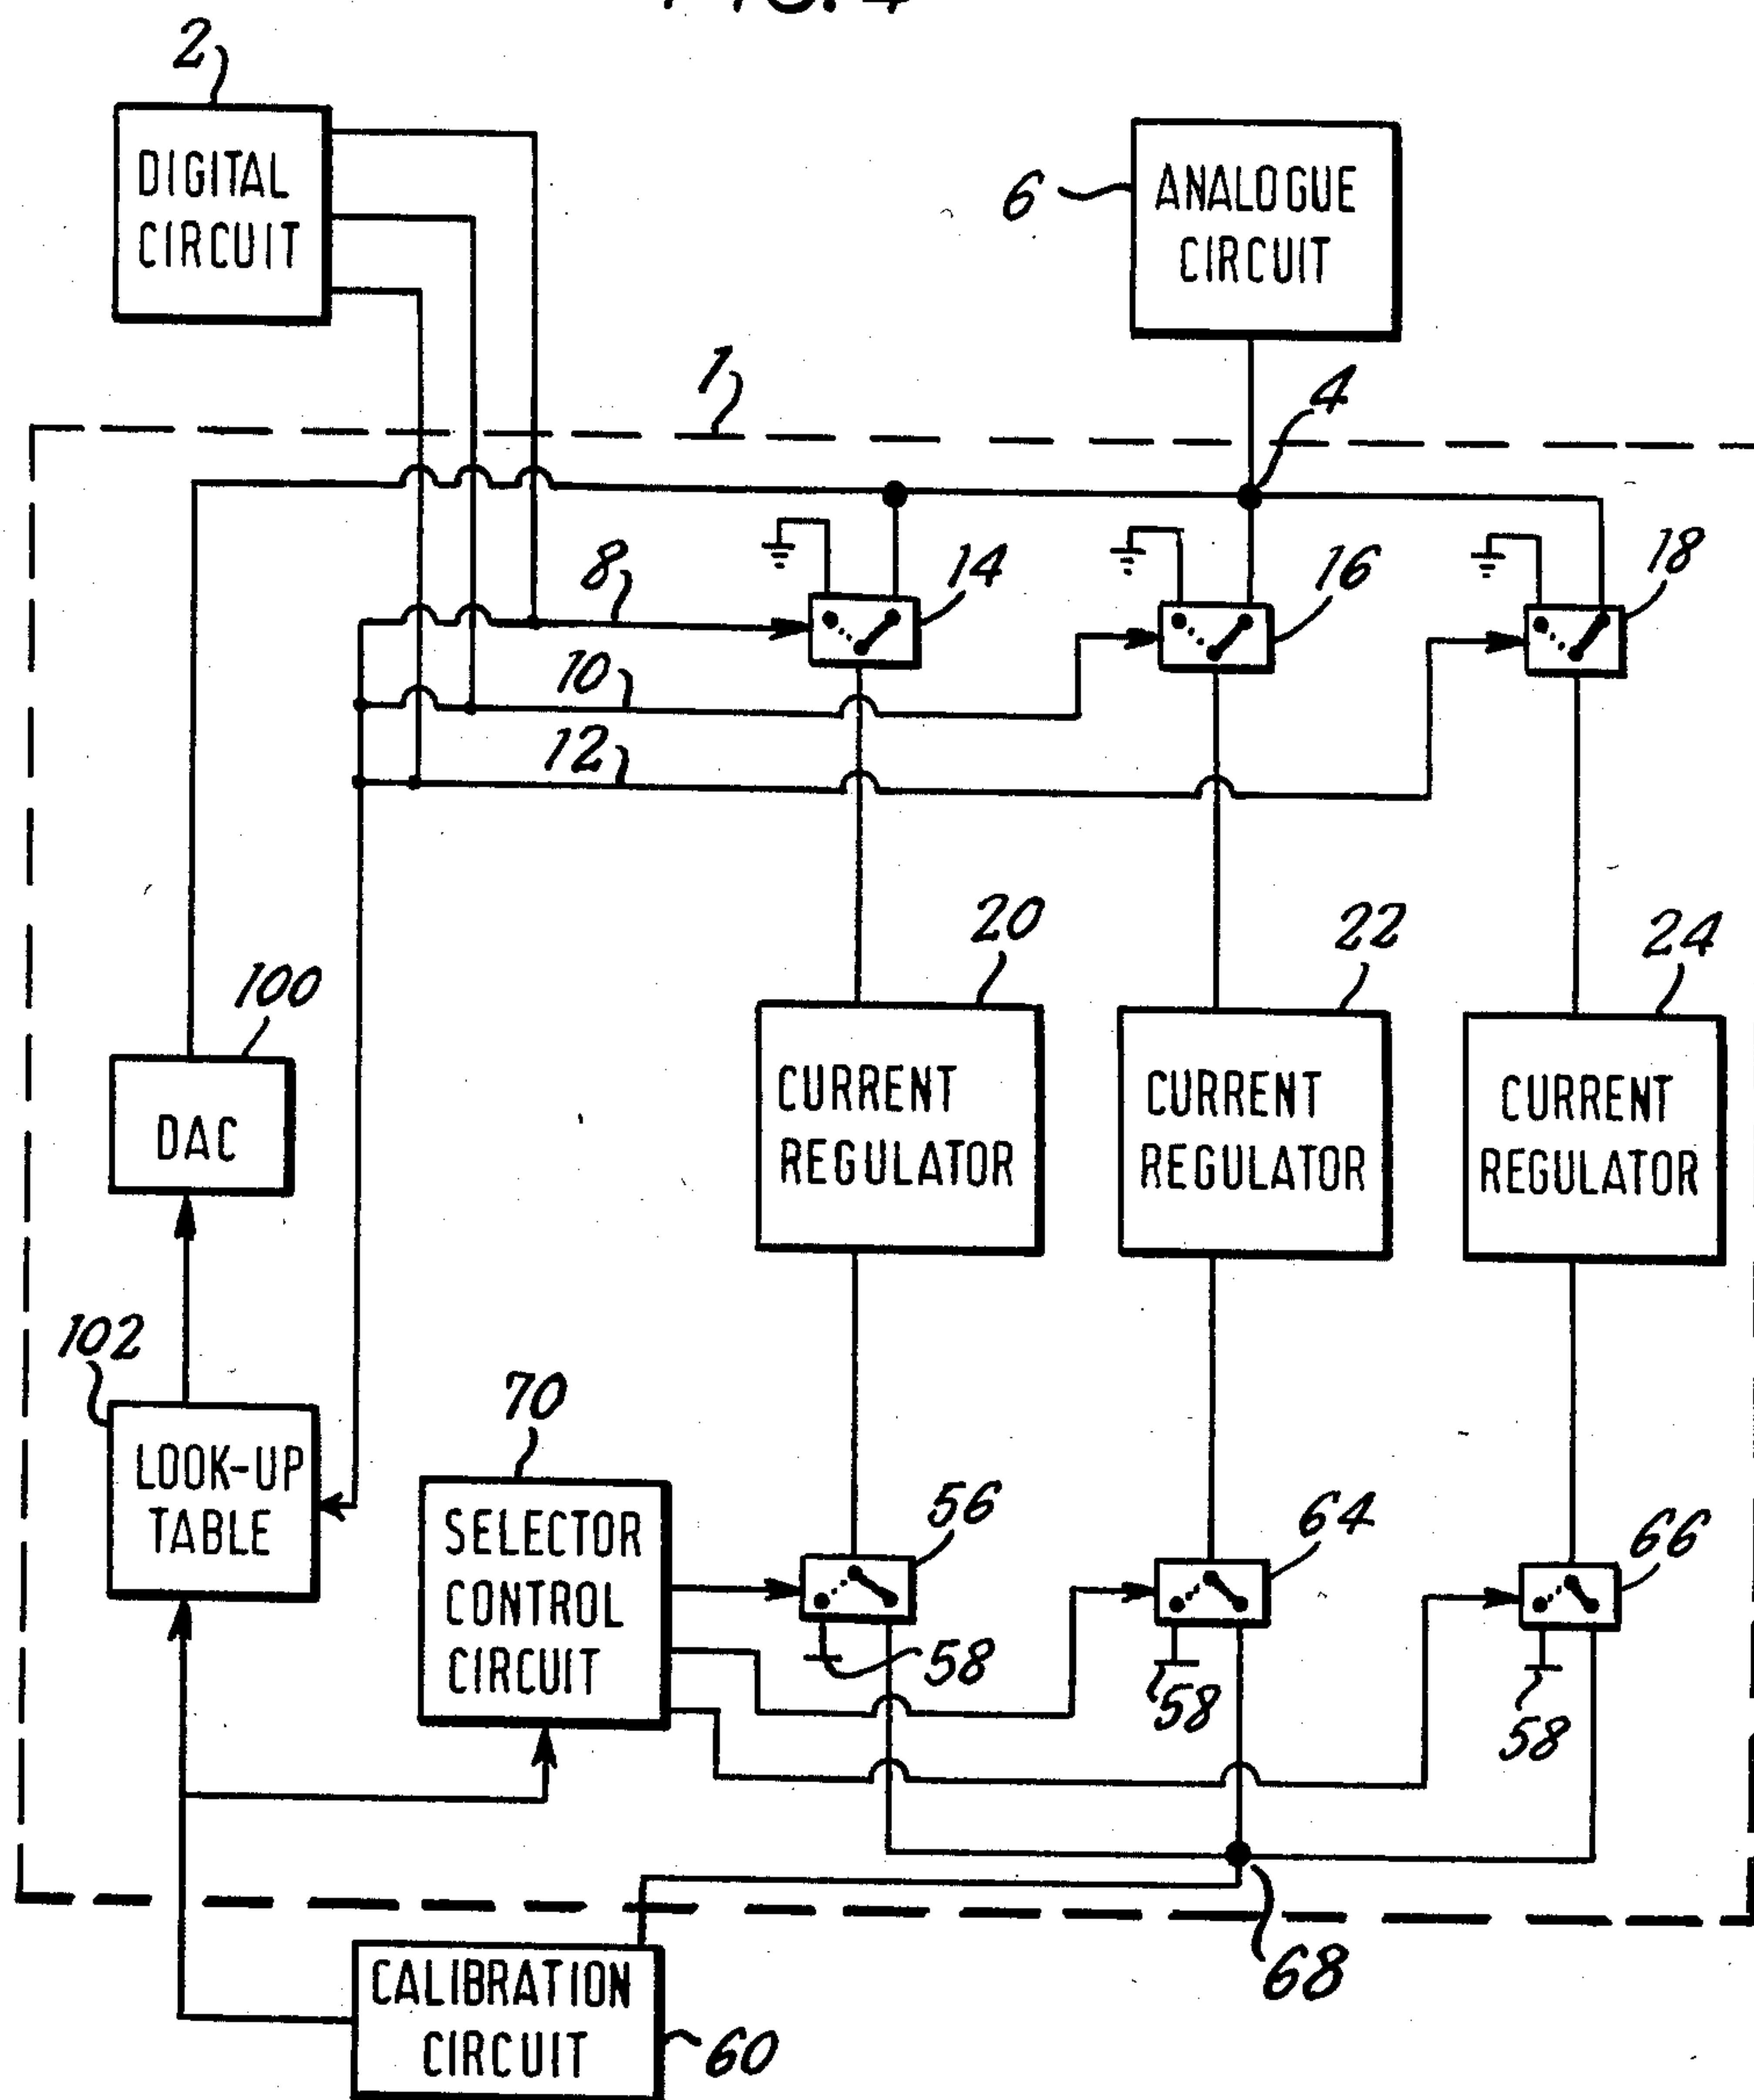 2
DIGITAL
CIRCUIT
6
ANALOGUE
CIRCUIT
1
4
8
14
16
18
10
12
20
22
24
100
DAC
CURRENT
REGULATOR
CURRENT
REGULATOR
CURRENT
REGULATOR
102
LOOK-UP
TABLE
70
SELECTOR
CONTROL
CIRCUIT
56
64
66
58
58
58
68
CALIBRATION
CIRCUIT
60